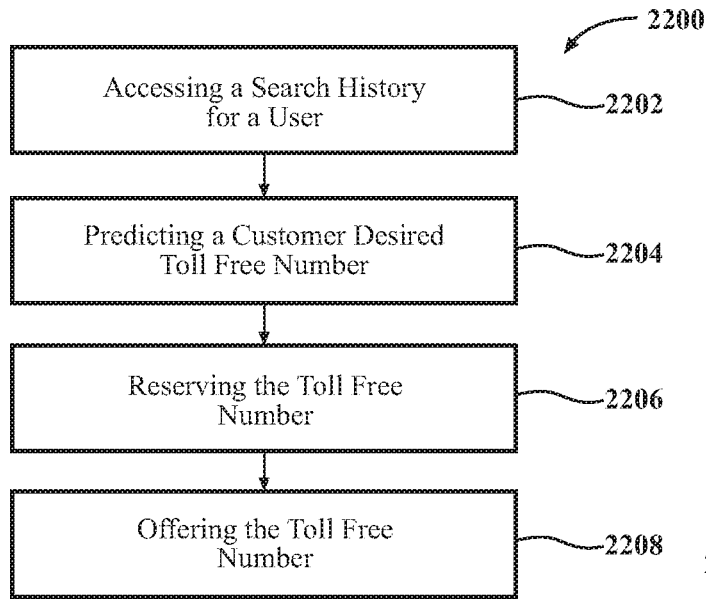 2200
Accessing a Search History
for a User
2202
Predicting a Customer Desired
Toll Free Number
2204
Reserving the Toll Free
Number
2206
Offering the Toll Free
Number
2208